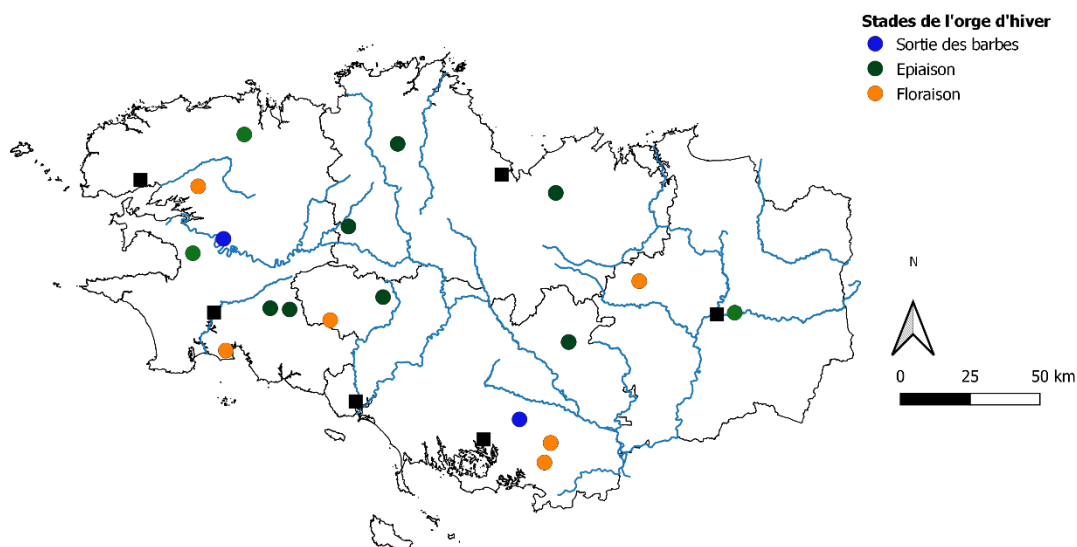 Stades de l'orge d'hiver
Sortie des barbes
Epiaison
Floraison
N
0 25 50 km